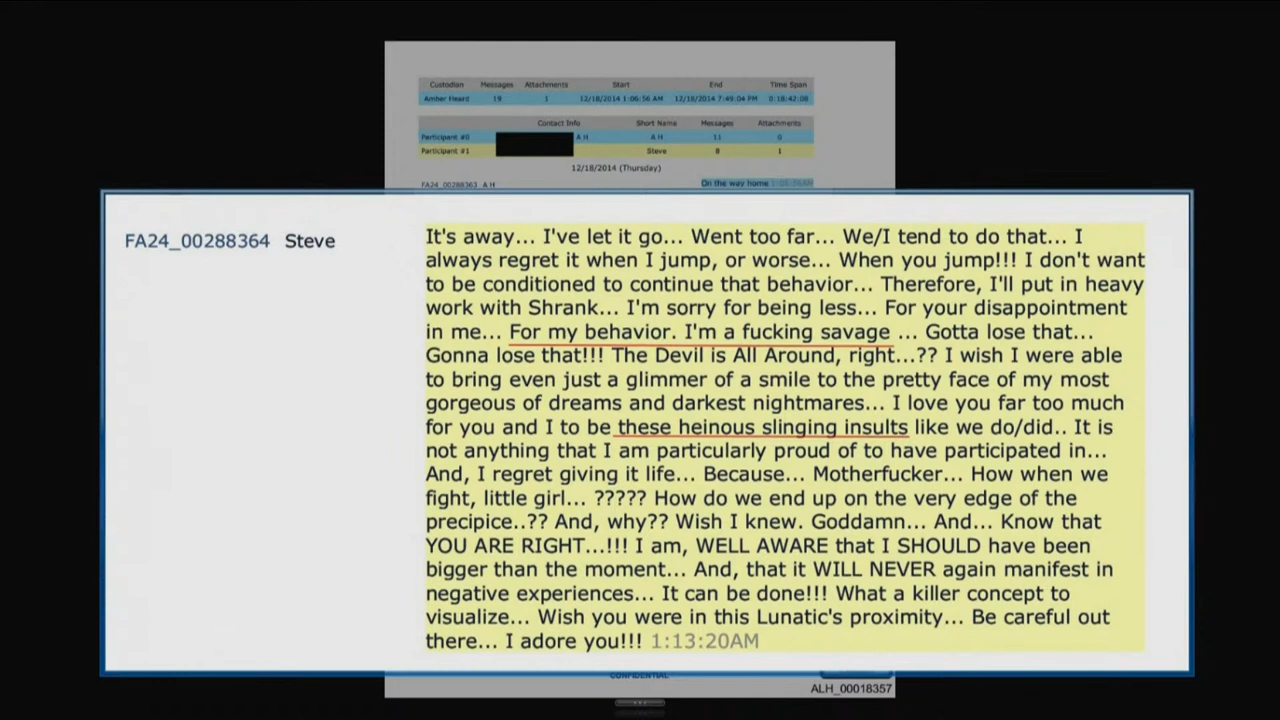 Custodian Messages Attachments Start End Time Span
Amber Heard 19 1 12/18/2014 1:06:56 AM 12/18/2014 7:49:04 PM 0:18:42:08
Contact Info Short Name Messages Attachments
Participant #0 A H A H 11 0
Participant #1 Steve 8 1
12/18/2014 (Thursday)
FA24_00288363 A H On the way home
FA24_00288364 Steve It's away... I've let it go... Went too far... We/I tend to do that... I
always regret it when I jump, or worse... When you jump!!! I don't want
to be conditioned to continue that behavior... Therefore, I'll put in heavy
work with Shrank... I'm sorry for being less... For your disappointment
in me... For my behavior. I'm a fucking savage ... Gotta lose that...
Gonna lose that!!! The Devil is All Around, right...?? I wish I were able
to bring even just a glimmer of a smile to the pretty face of my most
gorgeous of dreams and darkest nightmares... I love you far too much
for you and I to be these heinous slinging insults like we do/did.. It is
not anything that I am particularly proud of to have participated in...
And, I regret giving it life... Because... Motherfucker... How when we
fight, little girl... ????? How do we end up on the very edge of the
precipice..?? And, why?? Wish I knew. Goddamn... And... Know that
YOU ARE RIGHT...!!! I am, WELL AWARE that I SHOULD have been
bigger than the moment... And, that it WILL NEVER again manifest in
negative experiences... It can be done!!! What a killer concept to
visualize... Wish you were in this Lunatic's proximity... Be careful out
there... I adore you!!! 1:13:20AM
CONFIDENTIAL
ALH_00018357